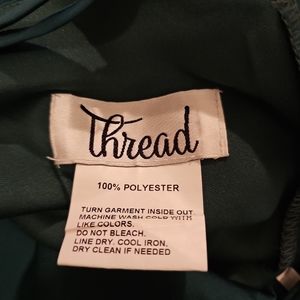 Thread
100% POLYESTER
TURN GARMENT INSIDE OUT
MACHINE WASH COLD WITH
LIKE COLORS.
DO NOT BLEACH.
LINE DRY. COOL IRON,
DRY CLEAN IF NEEDED